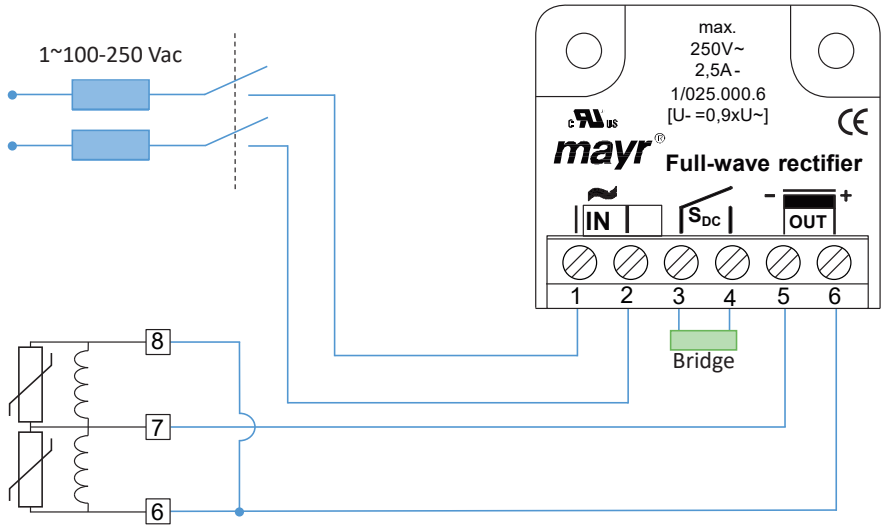 1~100-250 Vac
max.
250V~
2,5A-
1/025.000.6
[U- =0,9xU~]
c RU US
CE
mayr®
Full-wave rectifier
~
- +
IN
SDC
OUT
1 2 3 4 5 6
Bridge
8
7
6